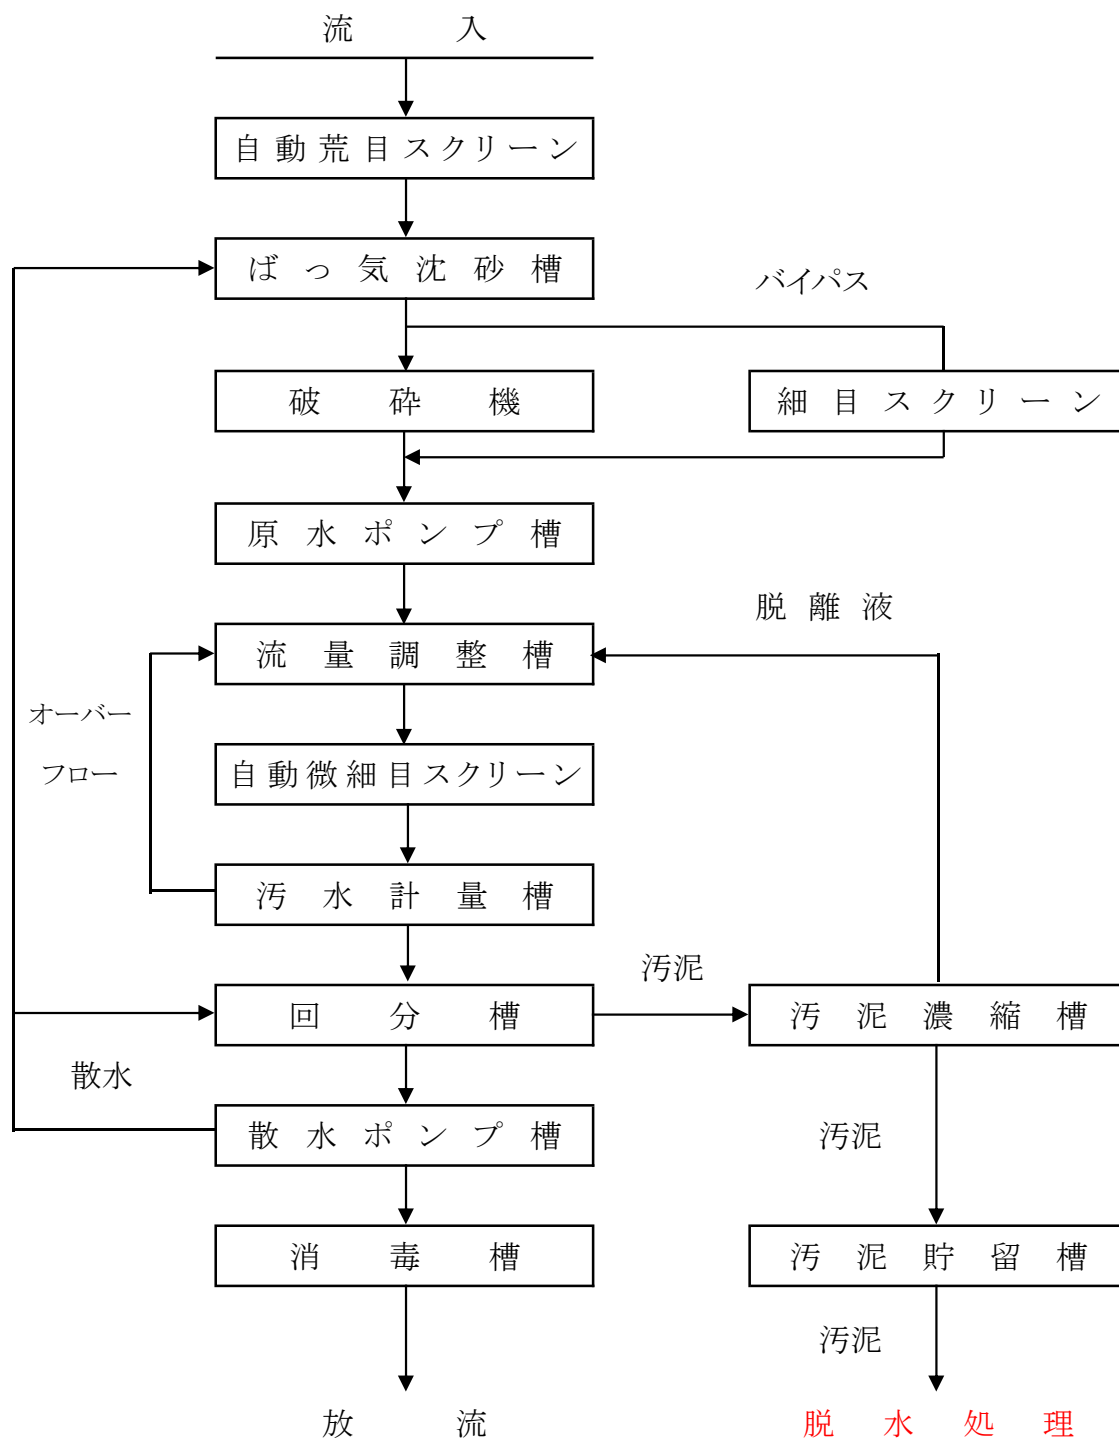 流入
自動荒目スクリーン
ばっ気沈砂槽
バイパス
破砕機
細目スクリーン
原水ポンプ槽
脱離液
流量調整槽
オーバー
フロー
自動微細目スクリーン
汚水計量槽
汚泥
回分槽
汚泥濃縮槽
散水
散水ポンプ槽
汚泥
消毒槽
汚泥貯留槽
汚泥
放流
脱水処理